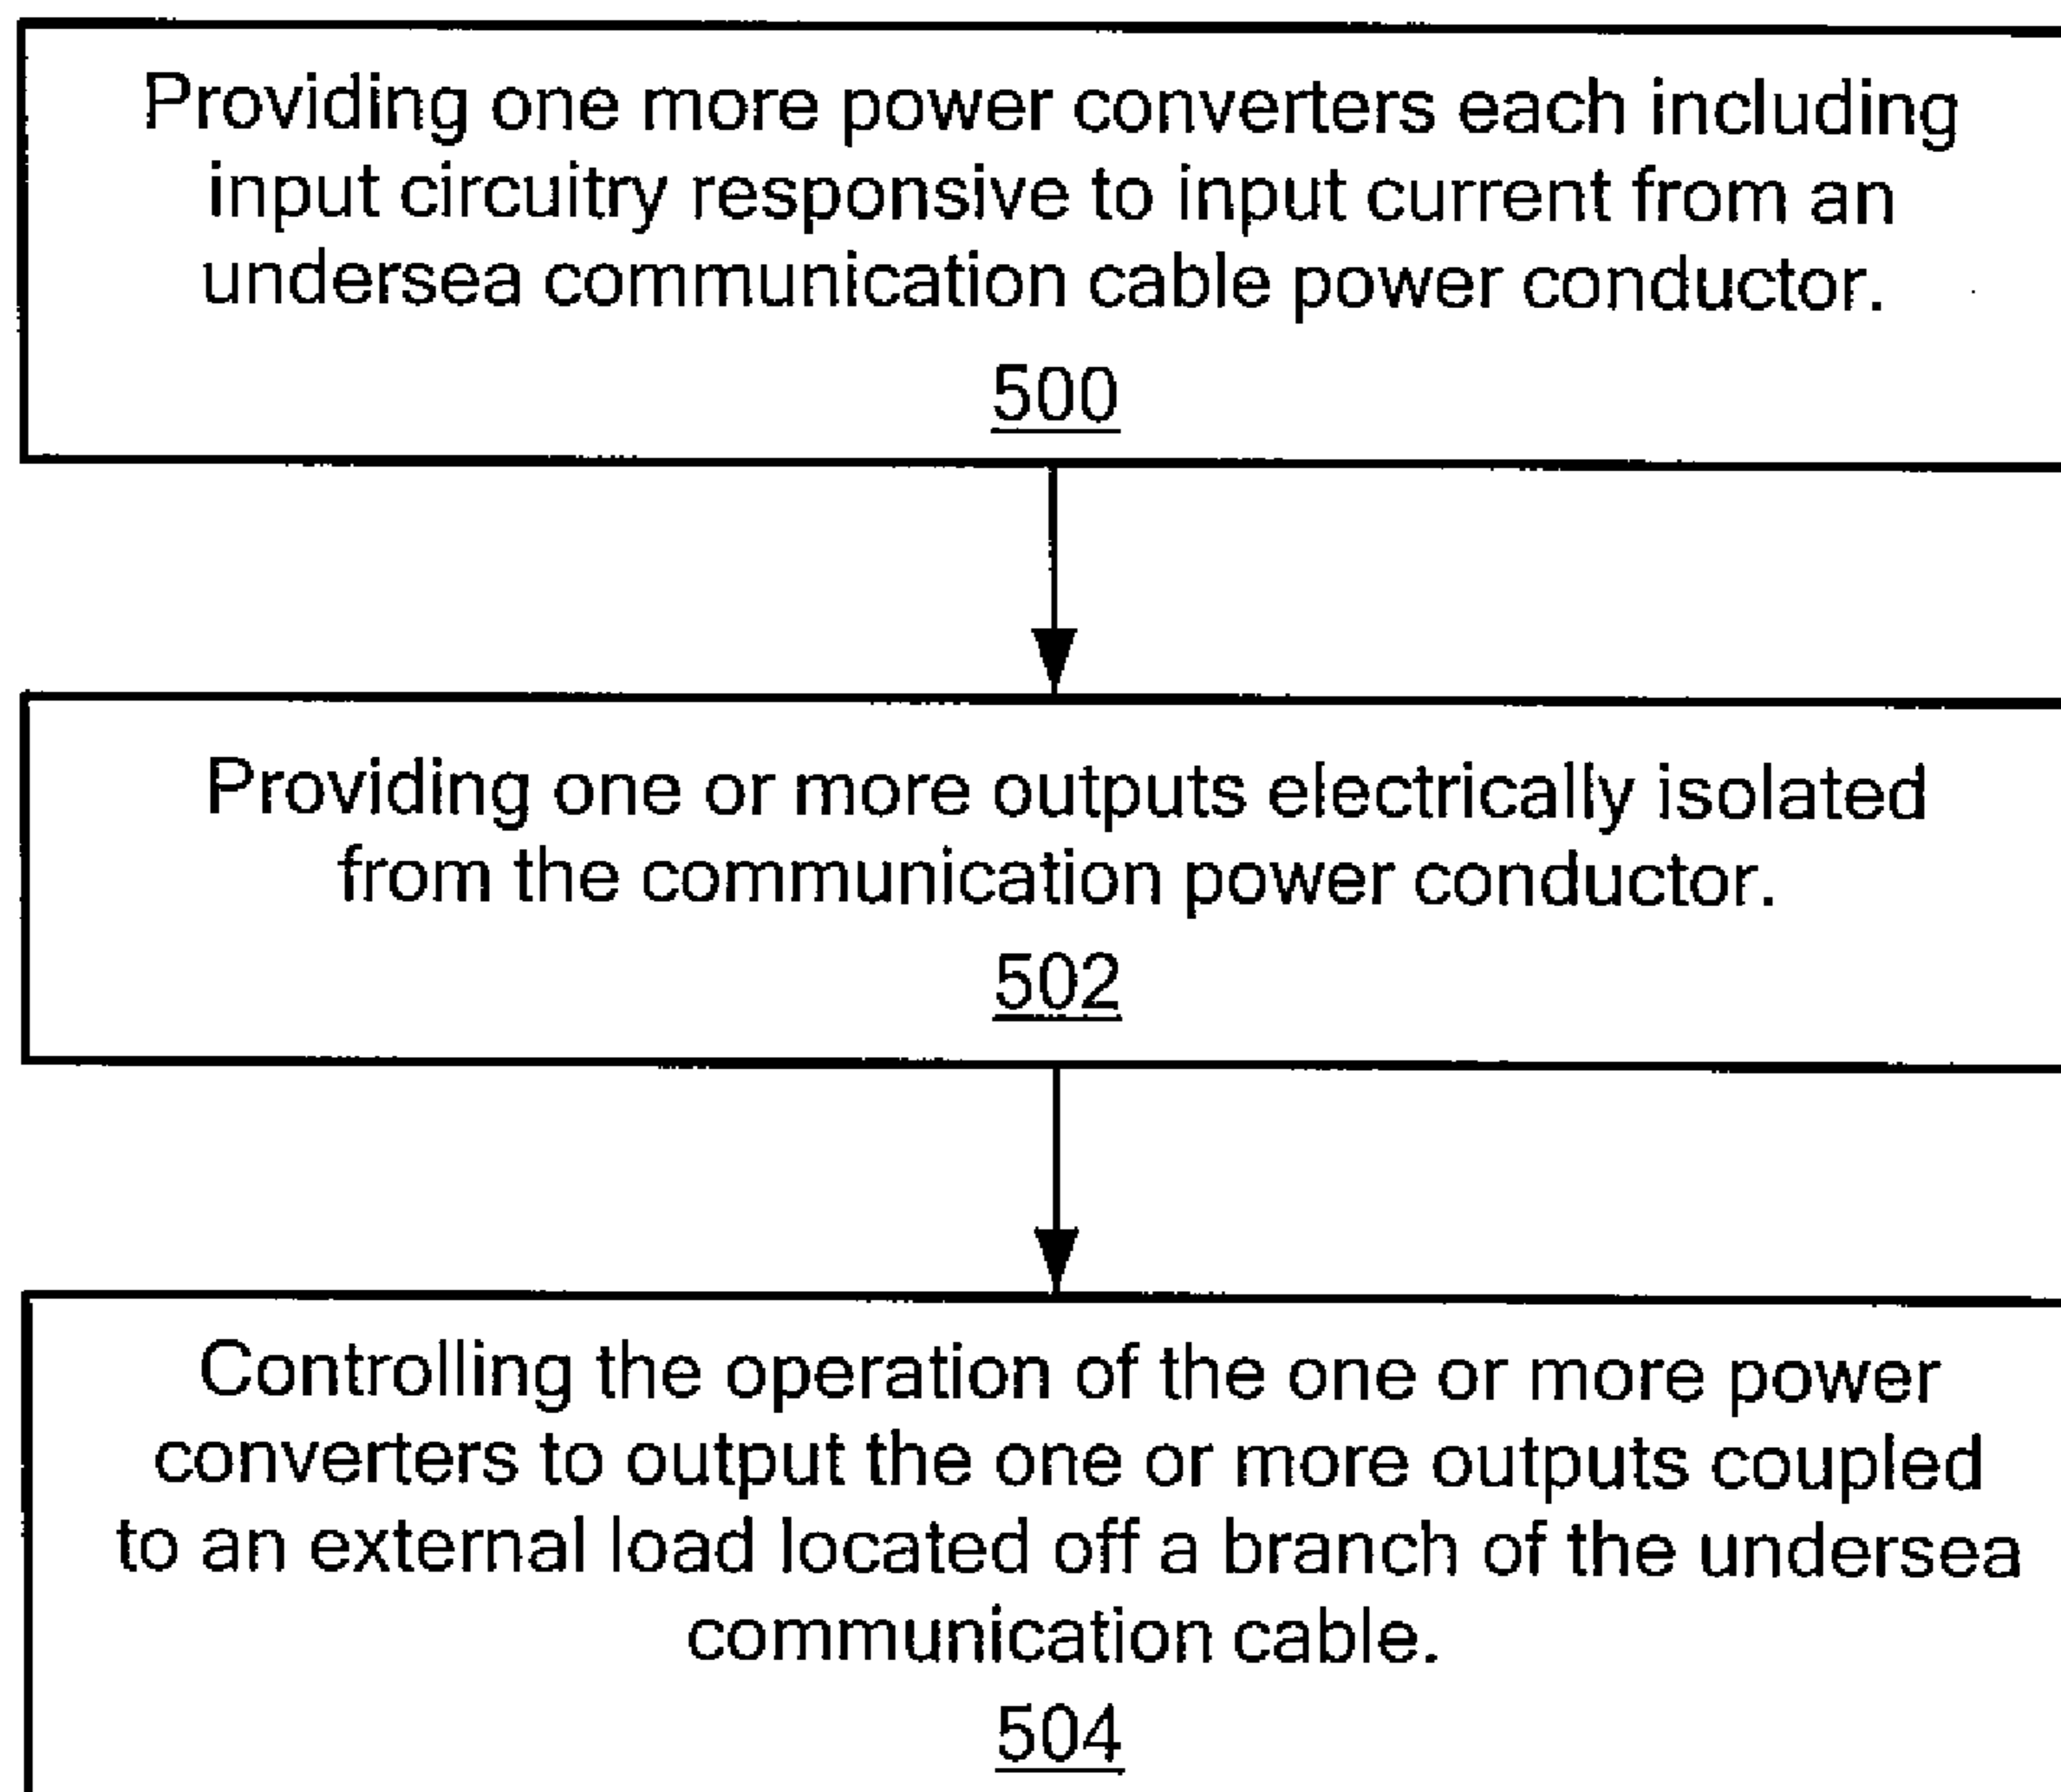 Providing one more power converters each including
input circuitry responsive to input current from an
undersea communication cable power conductor.
500
Providing one or more outputs electrically isolated
from the communication power conductor.
502
Controlling the operation of the one or more power
converters to output the one or more outputs coupled
to an external load located off a branch of the undersea
communication cable.
504